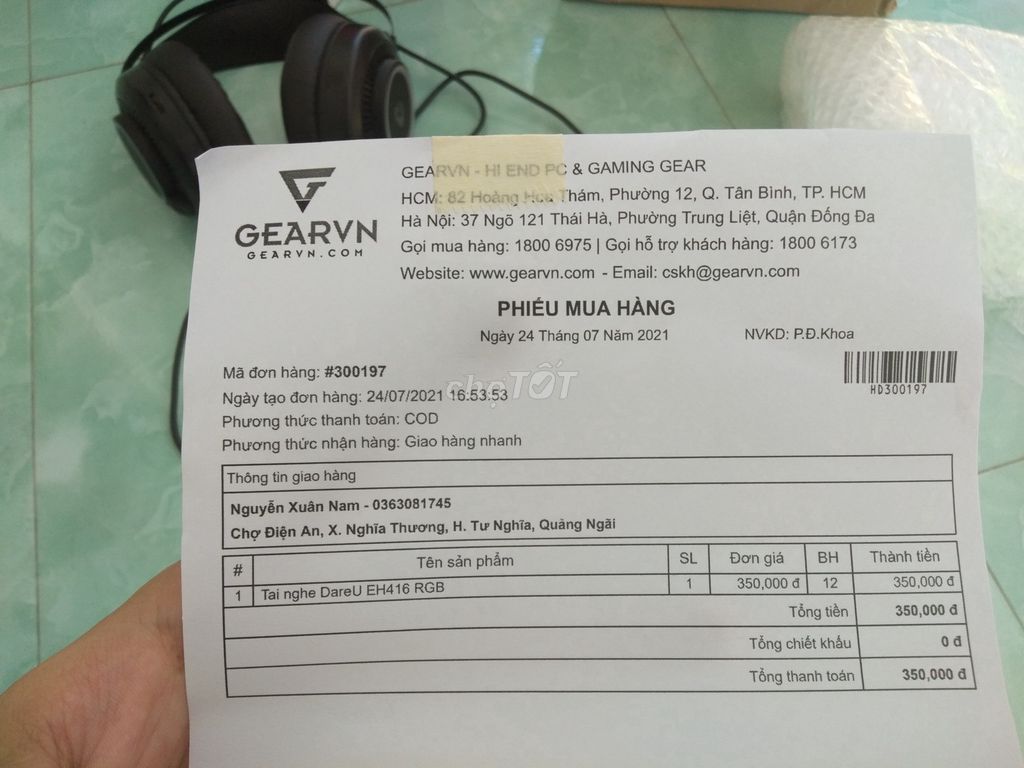 GEARVN
GEARVN.COM
GEARVN - HI END PC & GAMING GEAR
HCM: 82 Hoàng Hoa Thám, Phường 12, Q. Tân Bình, TP. HCM
Hà Nội: 37 Ngõ 121 Thái Hà, Phường Trung Liệt, Quận Đống Đa
Gọi mua hàng: 1800 6975 | Gọi hỗ trợ khách hàng: 1800 6173
Website: www.gearvn.com - Email: cskh@gearvn.com
PHIẾU MUA HÀNG
Ngày 24 Tháng 07 Năm 2021 NVKD: P.Đ.Khoa
HD300197
Mã đơn hàng: #300197
chợTỐT
Ngày tạo đơn hàng: 24/07/2021 16:53:53
Phương thức thanh toán: COD
Phương thức nhận hàng: Giao hàng nhanh
Thông tin giao hàng
Nguyễn Xuân Nam - 0363081745
Chợ Điện An, X. Nghĩa Thương, H. Tư Nghĩa, Quảng Ngãi
# Tên sản phẩm SL Đơn giá BH Thành tiền
1 Tai nghe DareU EH416 RGB 1 350,000 đ 12 350,000 đ
Tổng tiền 350,000 đ
Tổng chiết khấu 0 đ
Tổng thanh toán 350,000 đ